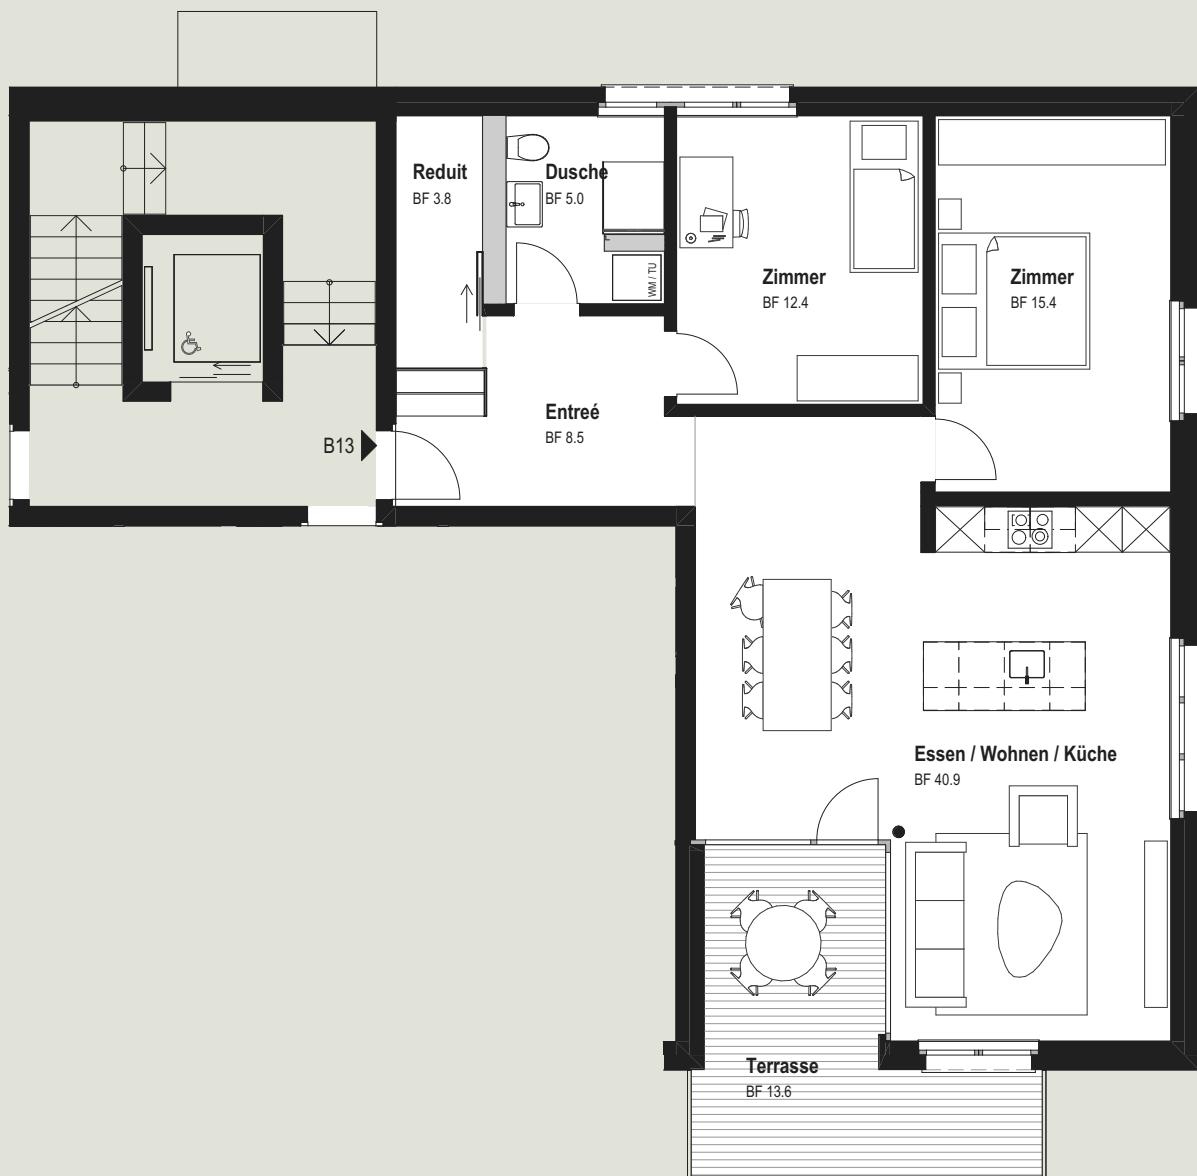 Reduit
BF 3.8
Dusche
BF 5.0
WM / TU
Zimmer
BF 12.4
Zimmer
BF 15.4
Entreé
BF 8.5
B13
Essen / Wohnen / Küche
BF 40.9
Terrasse
BF 13.6